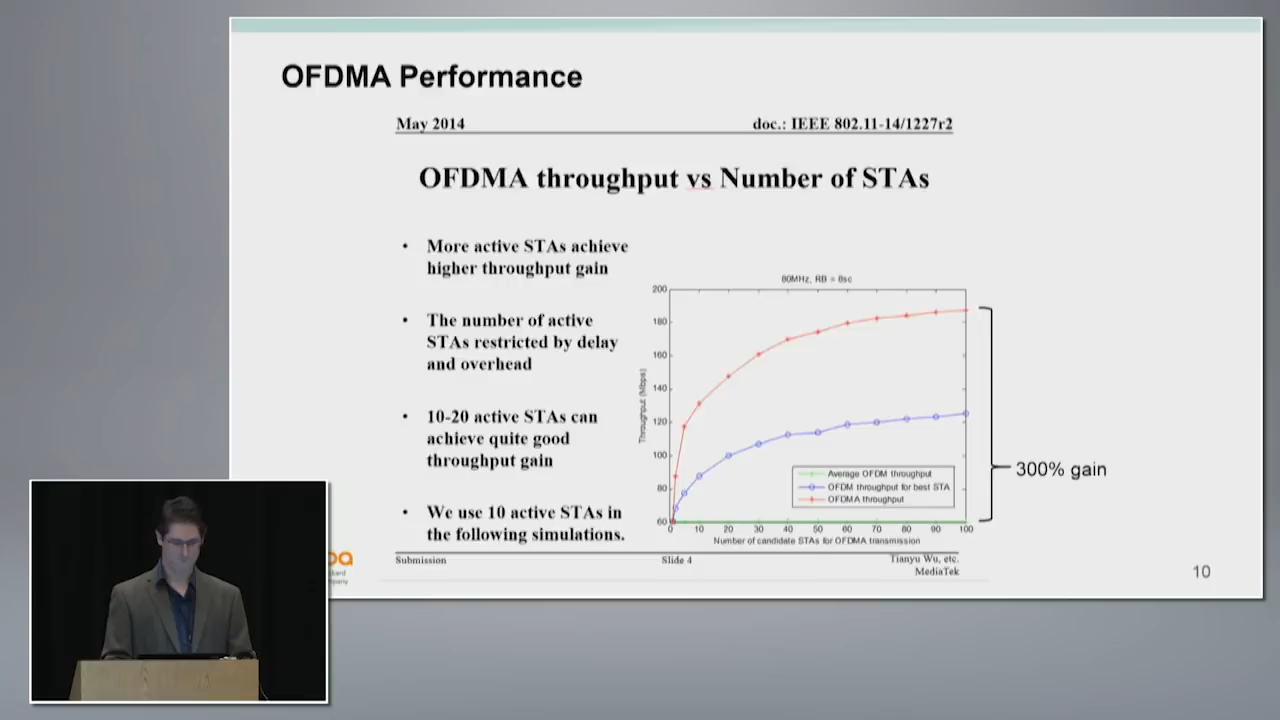 OFDMA Performance
May 2014 doc.: IEEE 802.11-14/1227r2
OFDMA throughput vs Number of STAs
• More active STAs achieve
higher throughput gain
• The number of active
STAs restricted by delay
and overhead
• 10-20 active STAs can
achieve quite good
throughput gain
• We use 10 active STAs in
the following simulations.
80MHz, RB = 8sc
Throughput (Mbps)
200
180
160
140
120
100
80
60
0 10 20 30 40 50 60 70 80 90 100
Number of candidate STAs for OFDMA transmission
Average OFDM throughput
OFDM throughput for best STA
OFDMA throughput
300% gain
Submission Slide 4 Tianyu Wu, etc.
MediaTek
10